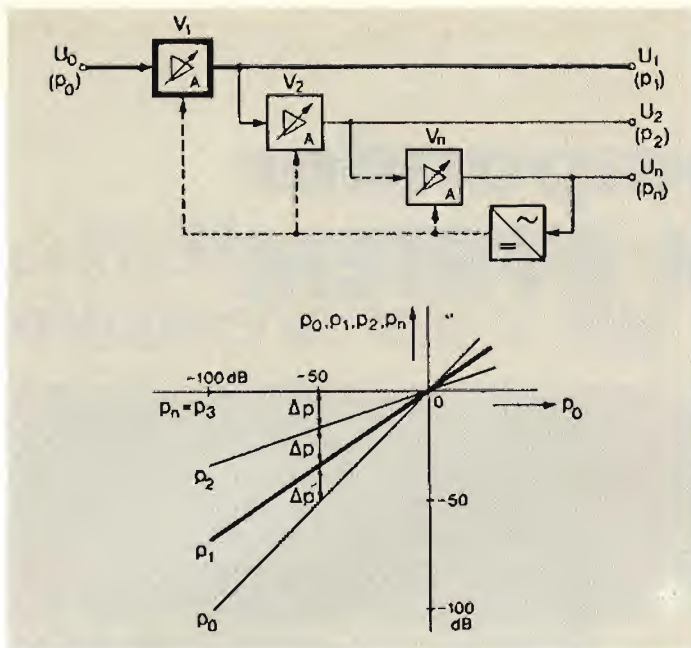 V₁
U₀
(p₀)
A
U₁
(p₁)
V₂
A
U₂
(p₂)
Vₙ
A
Uₙ
(pₙ)
~
=
p₀, p₁, p₂, pₙ
-100 dB
-50
0
p₀
pₙ = p₃
Δp
p₂
Δp
Δp
-50
p₁
p₀
-100
dB